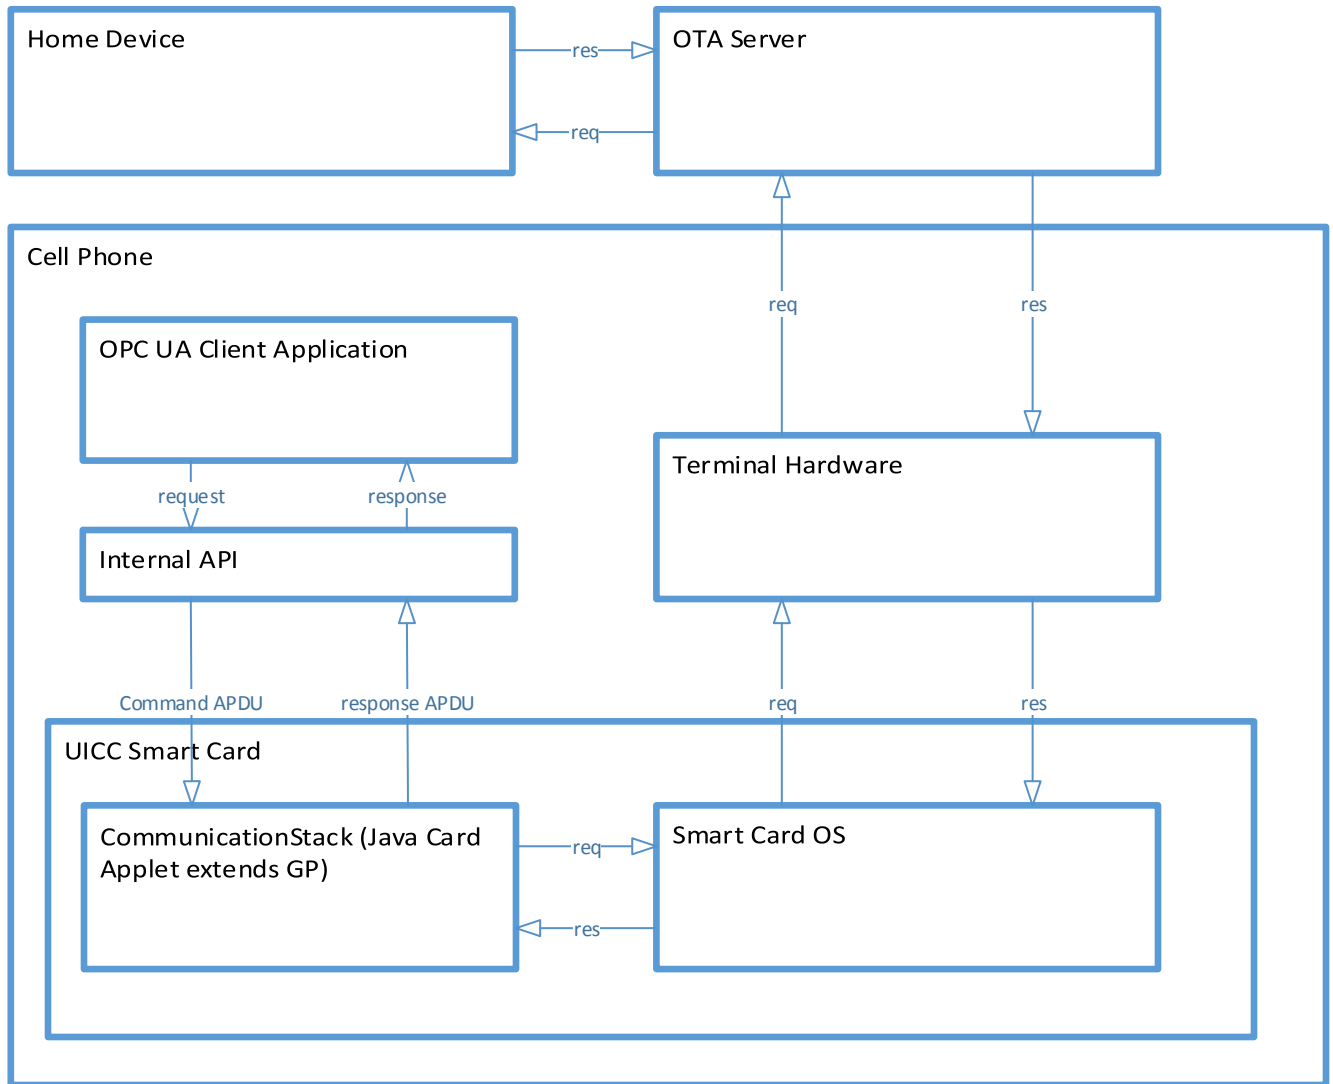 Home Device
res
OTA Server
req
Cell Phone
req
res
OPC UA Client Application
request
response
Terminal Hardware
Internal API
Command APDU
response APDU
req
res
UICC Smart Card
CommunicationStack (Java Card
Applet extends GP)
req
Smart Card OS
res